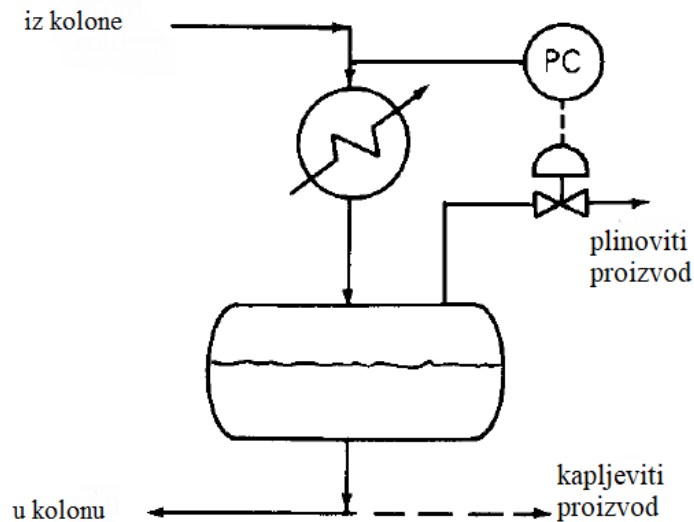 iz kolone
PC
plinoviti
proizvod
kapljeviti
proizvod
u kolonu